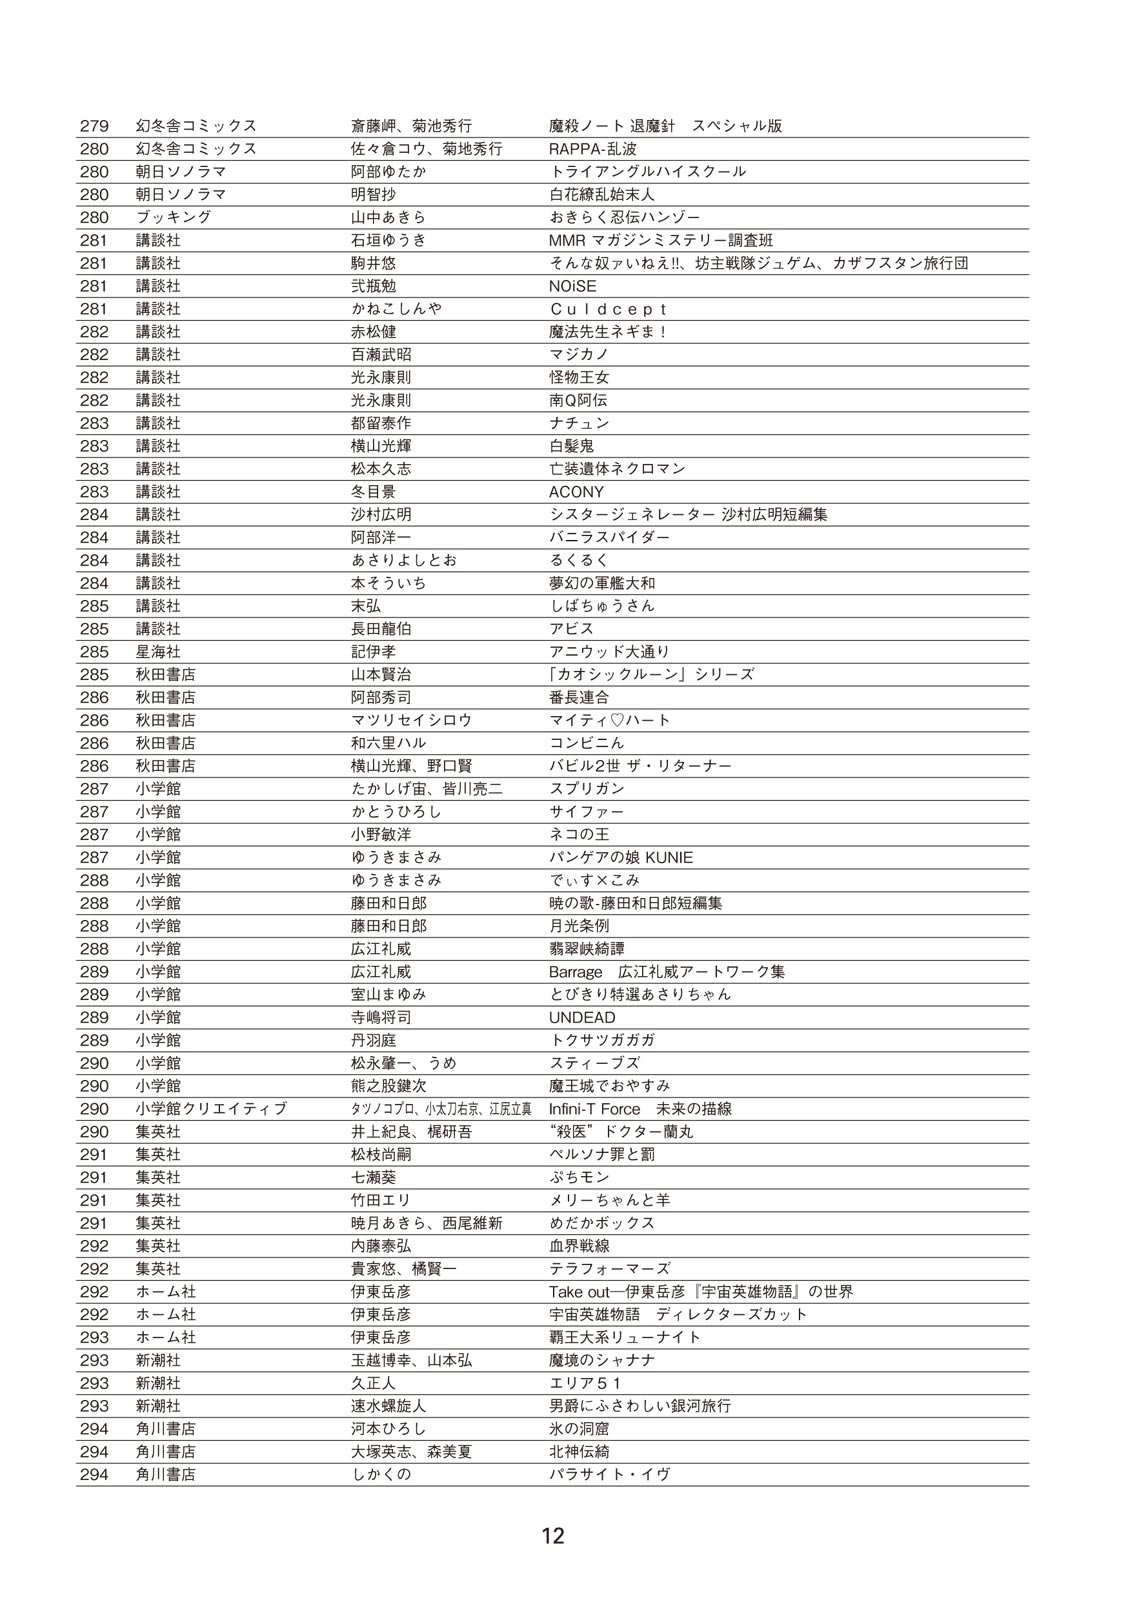 279 幻冬舎コミックス 斎藤岬、菊池秀行 魔殺ノート 退魔針　スペシャル版
280 幻冬舎コミックス 佐々倉コウ、菊地秀行 RAPPA-乱波
280 朝日ソノラマ 阿部ゆたか トライアングルハイスクール
280 朝日ソノラマ 明智抄 白花繚乱始末人
280 ブッキング 山中あきら おきらく忍伝ハンゾー
281 講談社 石垣ゆうき MMR マガジンミステリー調査班
281 講談社 駒井悠 そんな奴ァいねえ!!、坊主戦隊ジュゲム、カザフスタン旅行団
281 講談社 弐瓶勉 NOiSE
281 講談社 かねこしんや Ｃｕｌｄｃｅｐｔ
282 講談社 赤松健 魔法先生ネギま！
282 講談社 百瀬武昭 マジカノ
282 講談社 光永康則 怪物王女
282 講談社 光永康則 南Q阿伝
283 講談社 都留泰作 ナチュン
283 講談社 横山光輝 白髪鬼
283 講談社 松本久志 亡装遺体ネクロマン
283 講談社 冬目景 ACONY
284 講談社 沙村広明 シスタージェネレーター 沙村広明短編集
284 講談社 阿部洋一 バニラスパイダー
284 講談社 あさりよしとお るくるく
284 講談社 本そういち 夢幻の軍艦大和
285 講談社 末弘 しばちゅうさん
285 講談社 長田龍伯 アビス
285 星海社 記伊孝 アニウッド大通り
285 秋田書店 山本賢治 「カオシックルーン」シリーズ
286 秋田書店 阿部秀司 番長連合
286 秋田書店 マツリセイシロウ マイティ♡ハート
286 秋田書店 和六里ハル コンビニん
286 秋田書店 横山光輝、野口賢 バビル2世 ザ・リターナー
287 小学館 たかしげ宙、皆川亮二 スプリガン
287 小学館 かとうひろし サイファー
287 小学館 小野敏洋 ネコの王
287 小学館 ゆうきまさみ パンゲアの娘 KUNIE
288 小学館 ゆうきまさみ でぃす×こみ
288 小学館 藤田和日郎 暁の歌-藤田和日郎短編集
288 小学館 藤田和日郎 月光条例
288 小学館 広江礼威 翡翠峡綺譚
289 小学館 広江礼威 Barrage　広江礼威アートワーク集
289 小学館 室山まゆみ とびきり特選あさりちゃん
289 小学館 寺嶋将司 UNDEAD
289 小学館 丹羽庭 トクサツガガガ
290 小学館 松永肇一、うめ スティーブズ
290 小学館 熊之股鍵次 魔王城でおやすみ
290 小学館クリエイティブ タツノコプロ、小太刀右京、江尻立真 Infini-T Force　未来の描線
290 集英社 井上紀良、梶研吾 “殺医”ドクター蘭丸
291 集英社 松枝尚嗣 ペルソナ罪と罰
291 集英社 七瀬葵 ぷちモン
291 集英社 竹田エリ メリーちゃんと羊
291 集英社 暁月あきら、西尾維新 めだかボックス
292 集英社 内藤泰弘 血界戦線
292 集英社 貴家悠、橘賢一 テラフォーマーズ
292 ホーム社 伊東岳彦 Take out―伊東岳彦『宇宙英雄物語』の世界
292 ホーム社 伊東岳彦 宇宙英雄物語　ディレクターズカット
293 ホーム社 伊東岳彦 覇王大系リューナイト
293 新潮社 玉越博幸、山本弘 魔境のシャナナ
293 新潮社 久正人 エリア５１
293 新潮社 速水螺旋人 男爵にふさわしい銀河旅行
294 角川書店 河本ひろし 氷の洞窟
294 角川書店 大塚英志、森美夏 北神伝綺
294 角川書店 しかくの パラサイト・イヴ
12